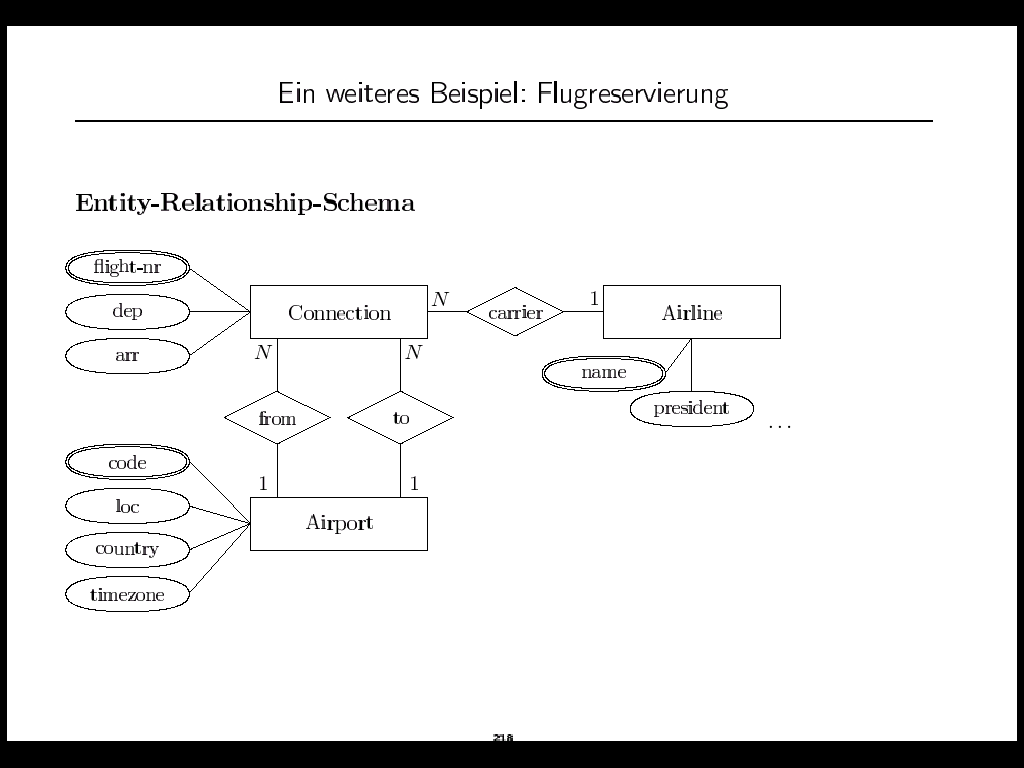 Ein weiteres Beispiel: Flugreservierung
Entity-Relationship-Schema
flight-nr
dep
arr
Connection
N
carrier
1
Airline
name
president
...
N
N
from
to
1
1
code
loc
country
timezone
Airport